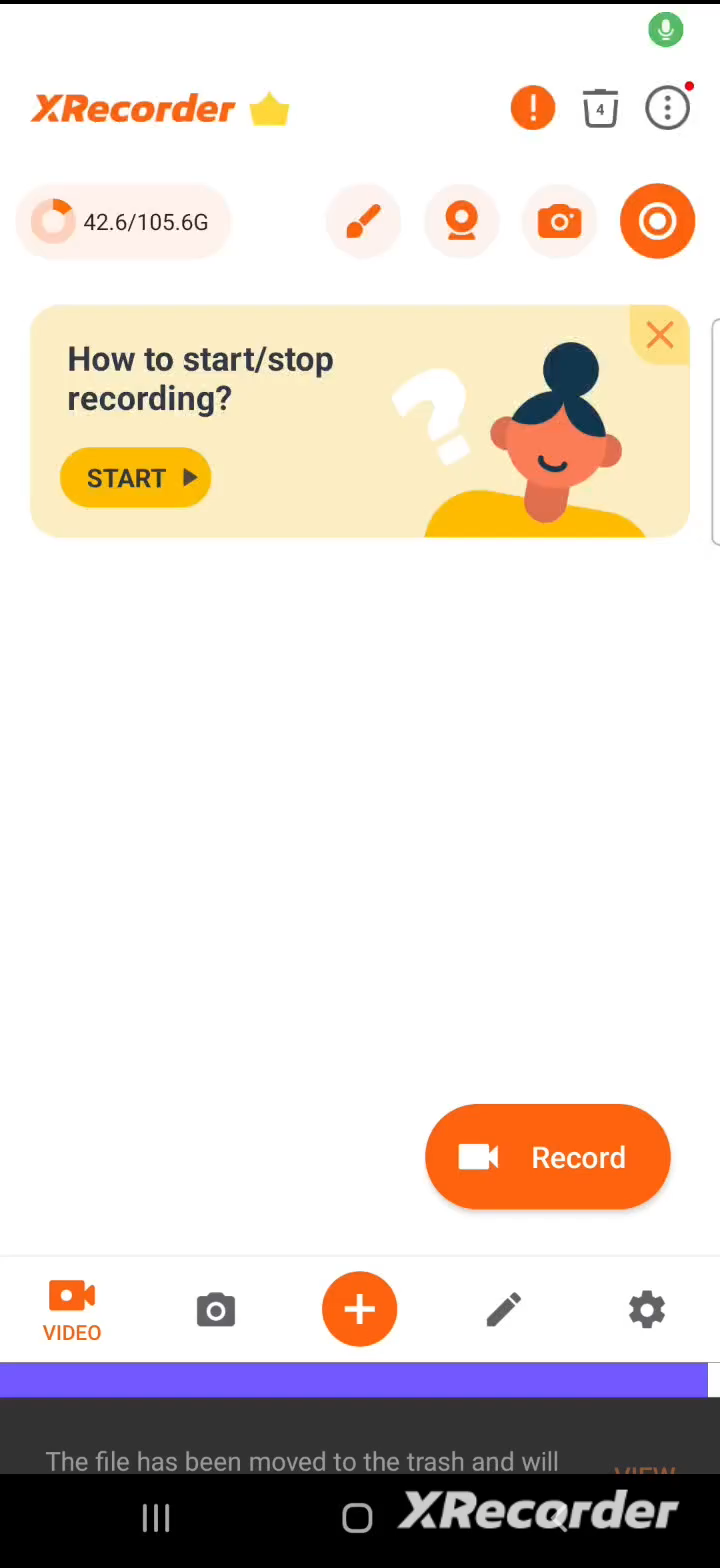 XRecorder
4
42.6/105.6G
How to start/stop
recording?
START
Record
VIDEO
The file has been moved to the trash and will
VIEW
XRecorder